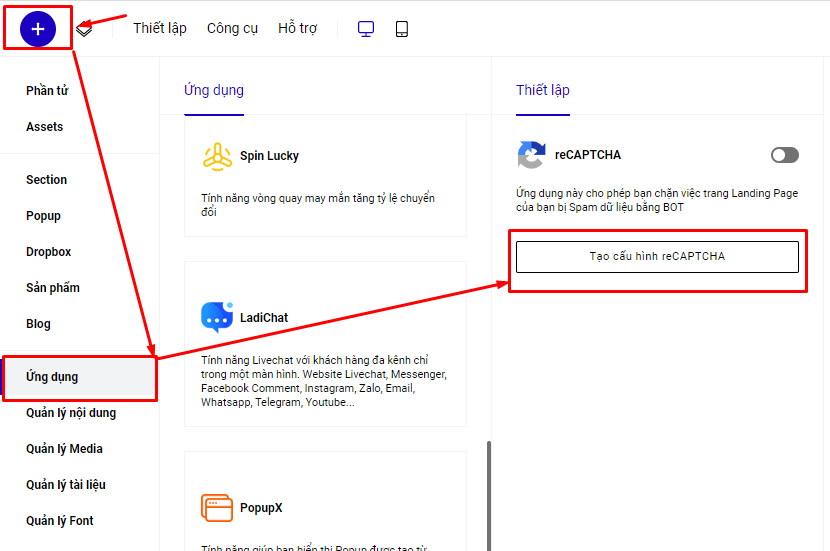 Thiết lập Công cụ Hỗ trợ
Phần tử
Assets
Section
Popup
Dropbox
Sản phẩm
Blog
Ứng dụng
Quản lý nội dung
Quản lý Media
Quản lý tài liệu
Quản lý Font
Ứng dụng
Spin Lucky
Tính năng vòng quay may mắn tăng tỷ lệ chuyển
đổi
LadiChat
Tính năng Livechat với khách hàng đa kênh chỉ
trong một màn hình. Website Livechat, Messenger,
Facebook Comment, Instagram, Zalo, Email,
Whatsapp, Telegram, Youtube...
PopupX
Tính năng giúp bạn hiển thị Popup được tạo từ
Thiết lập
reCAPTCHA
Ứng dụng này cho phép bạn chặn việc trang Landing Page
của bạn bị Spam dữ liệu bằng BOT
Tạo cấu hình reCAPTCHA